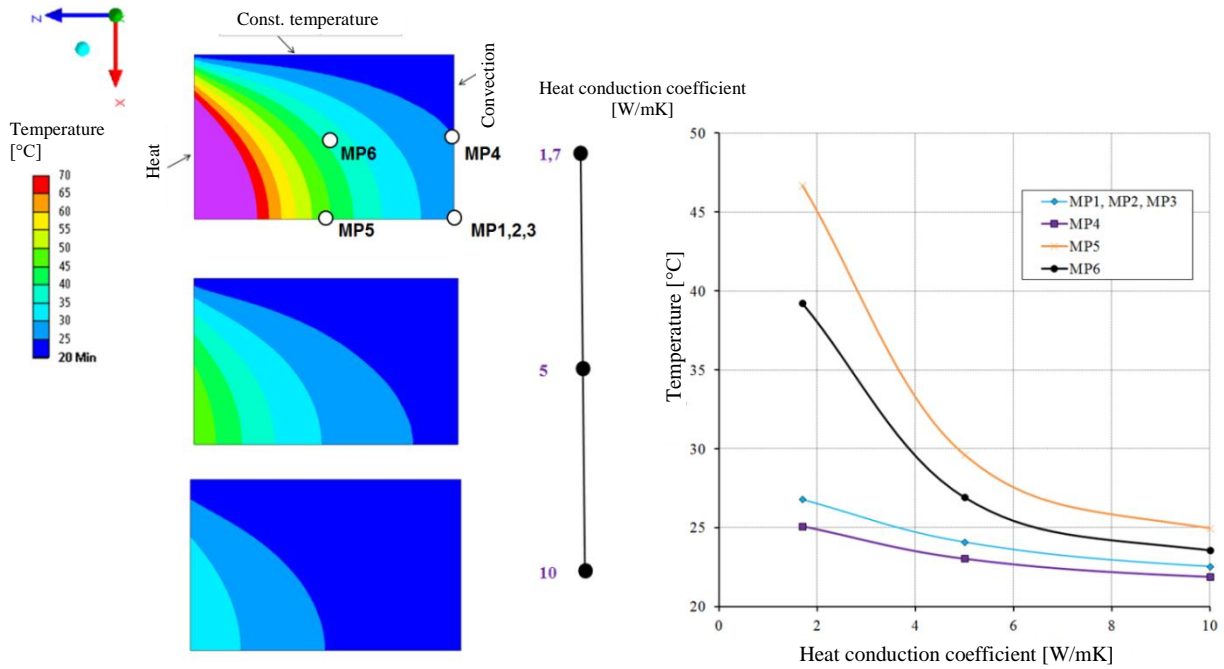 Z
X
Temperature
[°C]
70
65
60
55
50
45
40
35
30
25
20 Min
Const. temperature
Heat
Convection
MP6
MP4
MP5
MP1,2,3
Heat conduction coefficient
[W/mK]
1,7
5
10
Temperature [°C]
50
45
40
35
30
25
20
MP1, MP2, MP3
MP4
MP5
MP6
0 2 4 6 8 10
Heat conduction coefficient [W/mK]